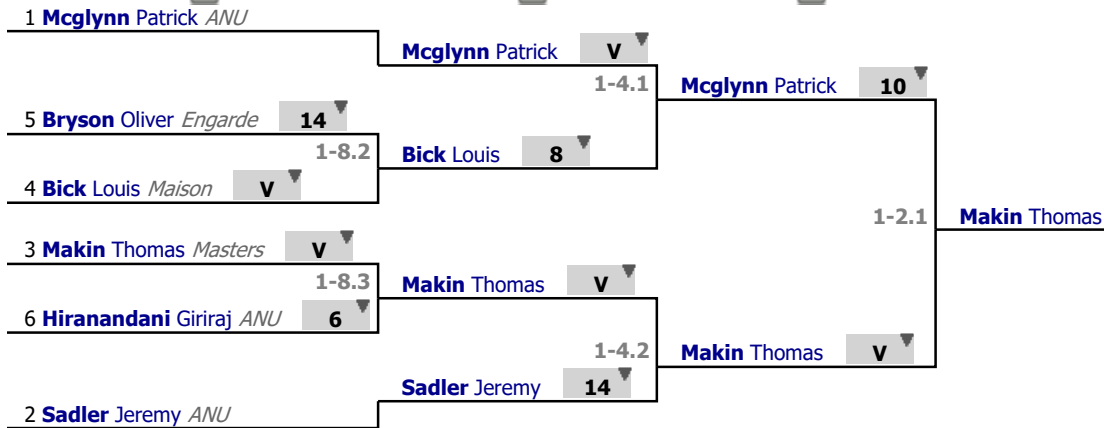 1 Mcglynn Patrick ANU
Mcglynn Patrick V
1-4.1
Mcglynn Patrick 10
5 Bryson Oliver Engarde 14
1-8.2
Bick Louis 8
4 Bick Louis Maison V
1-2.1
Makin Thomas
3 Makin Thomas Masters V
1-8.3
Makin Thomas V
6 Hiranandani Giriraj ANU 6
1-4.2
Makin Thomas V
Sadler Jeremy 14
2 Sadler Jeremy ANU